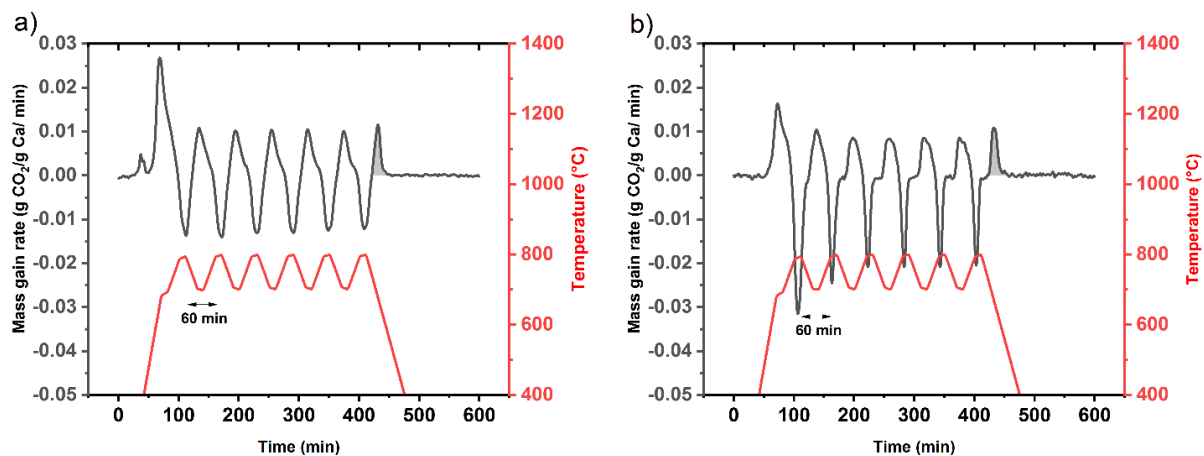 a)
Mass gain rate (g CO₂/g Ca/ min)
0.03
0.02
0.01
0.00
-0.01
-0.02
-0.03
-0.04
-0.05
60 min
0 100 200 300 400 500 600
Time (min)
1400
1200
1000
800
600
400
Temperature (°C)
b)
Mass gain rate (g CO₂/g Ca/ min)
0.03
0.02
0.01
0.00
-0.01
-0.02
-0.03
-0.04
-0.05
60 min
0 100 200 300 400 500 600
Time (min)
1400
1200
1000
800
600
400
Temperature (°C)